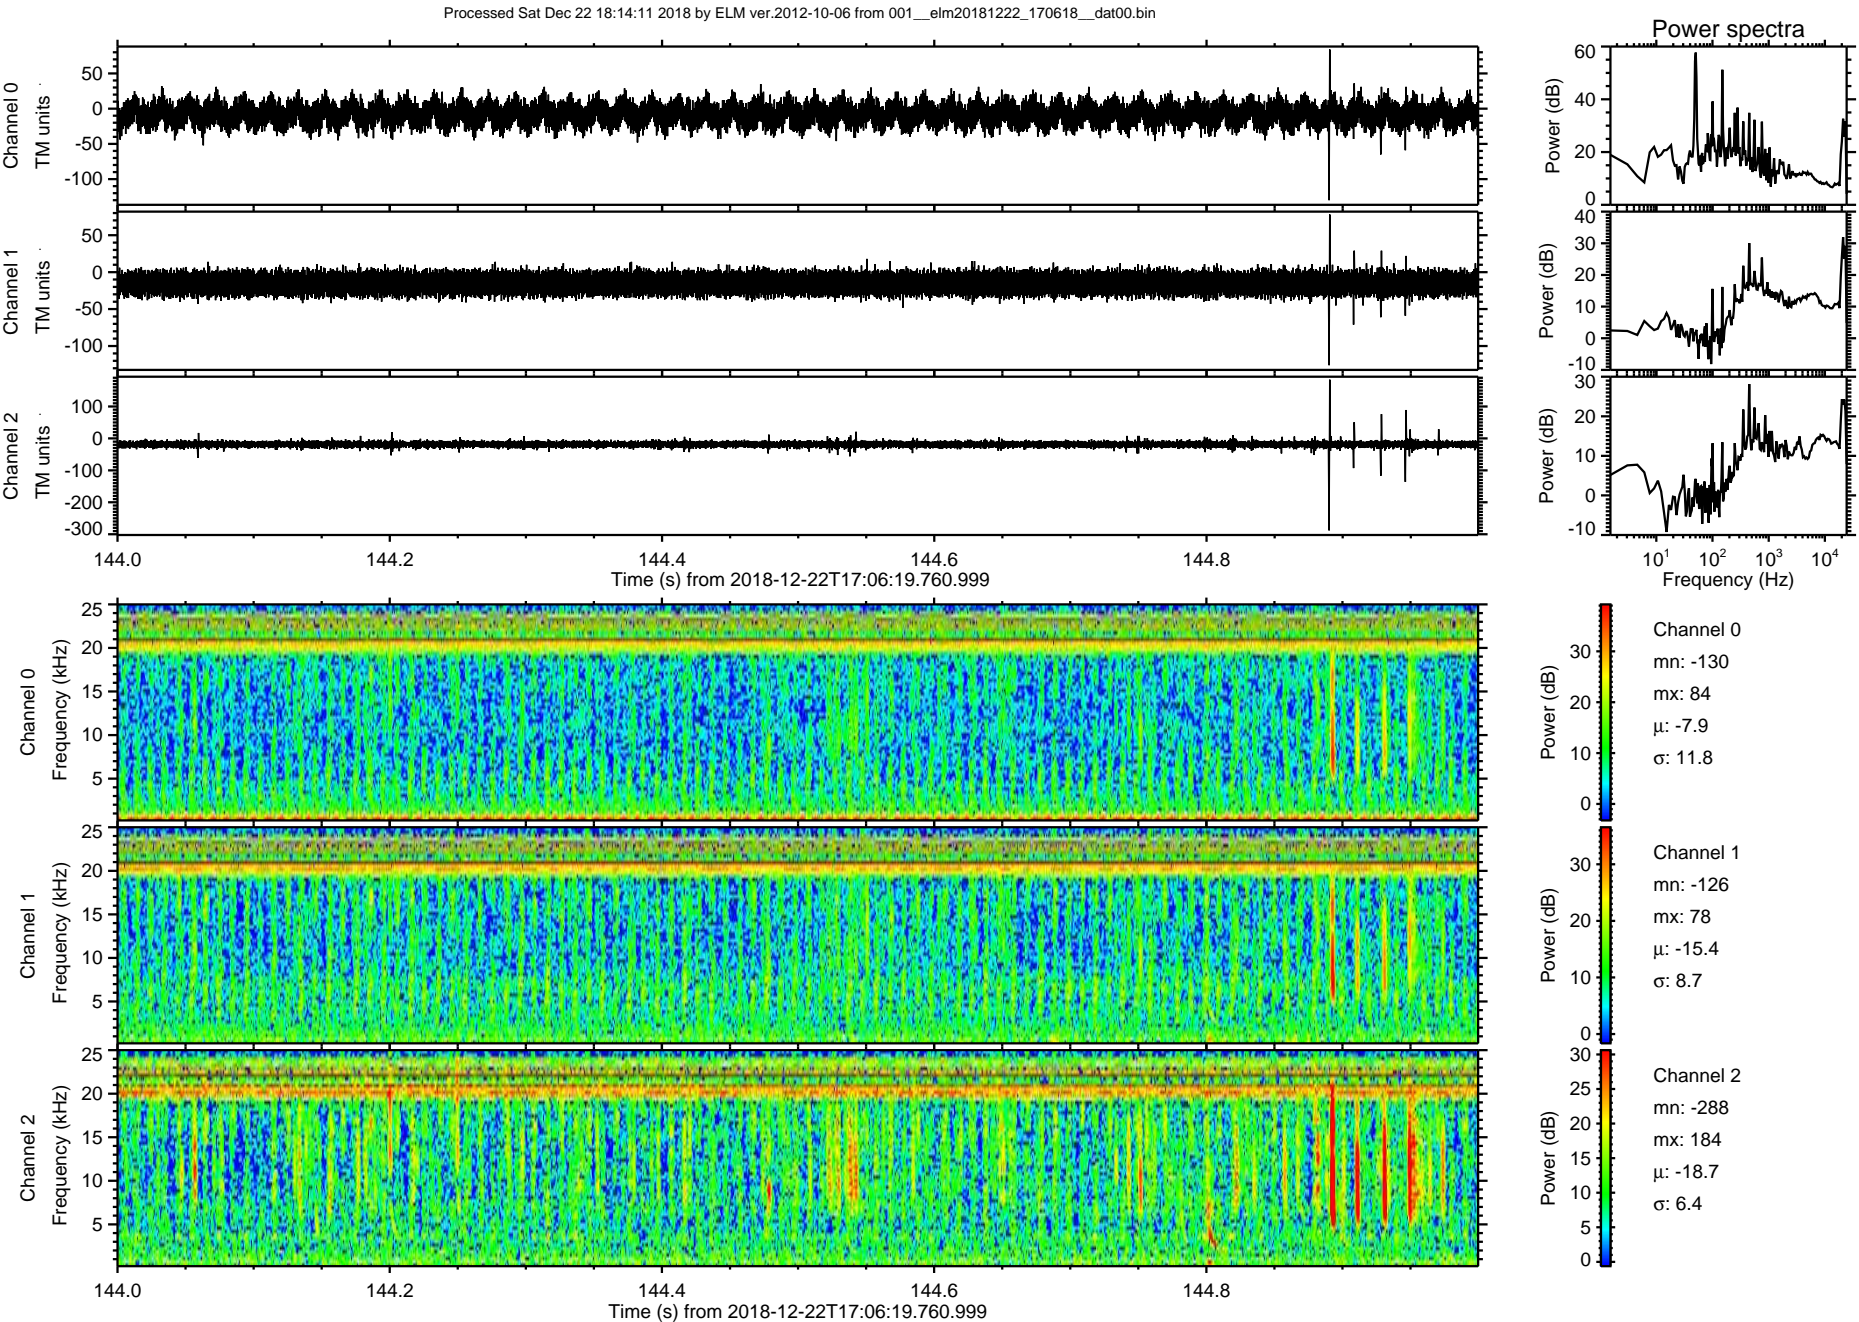 Processed Sat Dec 22 18:14:11 2018 by ELM ver.2012-10-06 from 001__elm20181222_170618__dat00.bin
Power spectra
Channel 0
TM units
50
0
-50
-100
Power (dB)
60
40
20
0
Channel 1
TM units
50
0
-50
-100
Power (dB)
40
30
20
10
0
-10
Channel 2
TM units
100
0
-100
-200
-300
Power (dB)
30
20
10
0
-10
144.0 144.2 144.4 144.6 144.8
Time (s) from 2018-12-22T17:06:19.760.999
10^1 10^2 10^3 10^4
Frequency (Hz)
Channel 0
Frequency (kHz)
25
20
15
10
5
Power (dB)
30
20
10
0
Channel 0
mn: -130
mx: 84
µ: -7.9
σ: 11.8
Channel 1
Frequency (kHz)
25
20
15
10
5
Power (dB)
30
20
10
0
Channel 1
mn: -126
mx: 78
µ: -15.4
σ: 8.7
Channel 2
Frequency (kHz)
25
20
15
10
5
Power (dB)
30
25
20
15
10
5
0
Channel 2
mn: -288
mx: 184
µ: -18.7
σ: 6.4
144.0 144.2 144.4 144.6 144.8
Time (s) from 2018-12-22T17:06:19.760.999